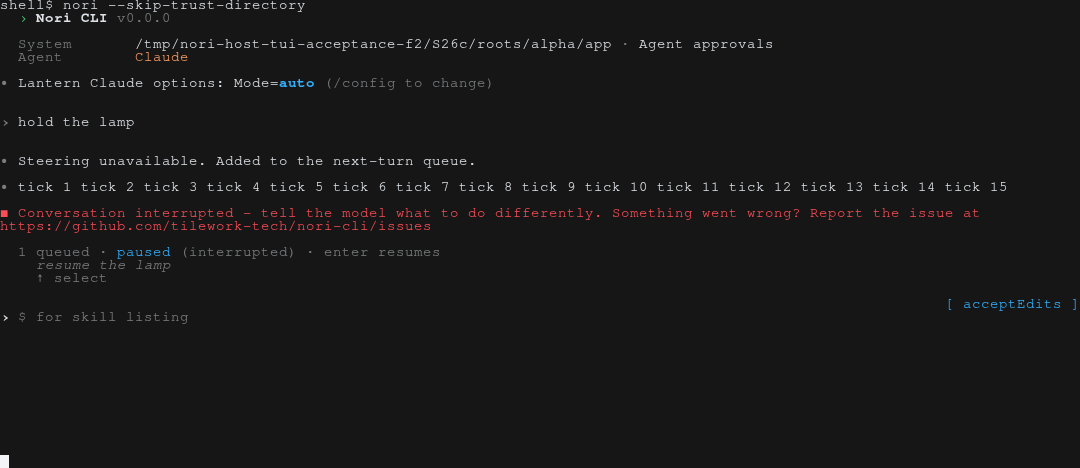 shell$ nori --skip-trust-directory
› Nori CLI v0.0.0
System /tmp/nori-host-tui-acceptance-f2/S26c/roots/alpha/app · Agent approvals
Agent Claude
• Lantern Claude options: Mode=auto (/config to change)
› hold the lamp
• Steering unavailable. Added to the next-turn queue.
• tick 1 tick 2 tick 3 tick 4 tick 5 tick 6 tick 7 tick 8 tick 9 tick 10 tick 11 tick 12 tick 13 tick 14 tick 15
■ Conversation interrupted - tell the model what to do differently. Something went wrong? Report the issue at
https://github.com/tilework-tech/nori-cli/issues
1 queued · paused (interrupted) · enter resumes
resume the lamp
↑ select
[ acceptEdits ]
› $ for skill listing